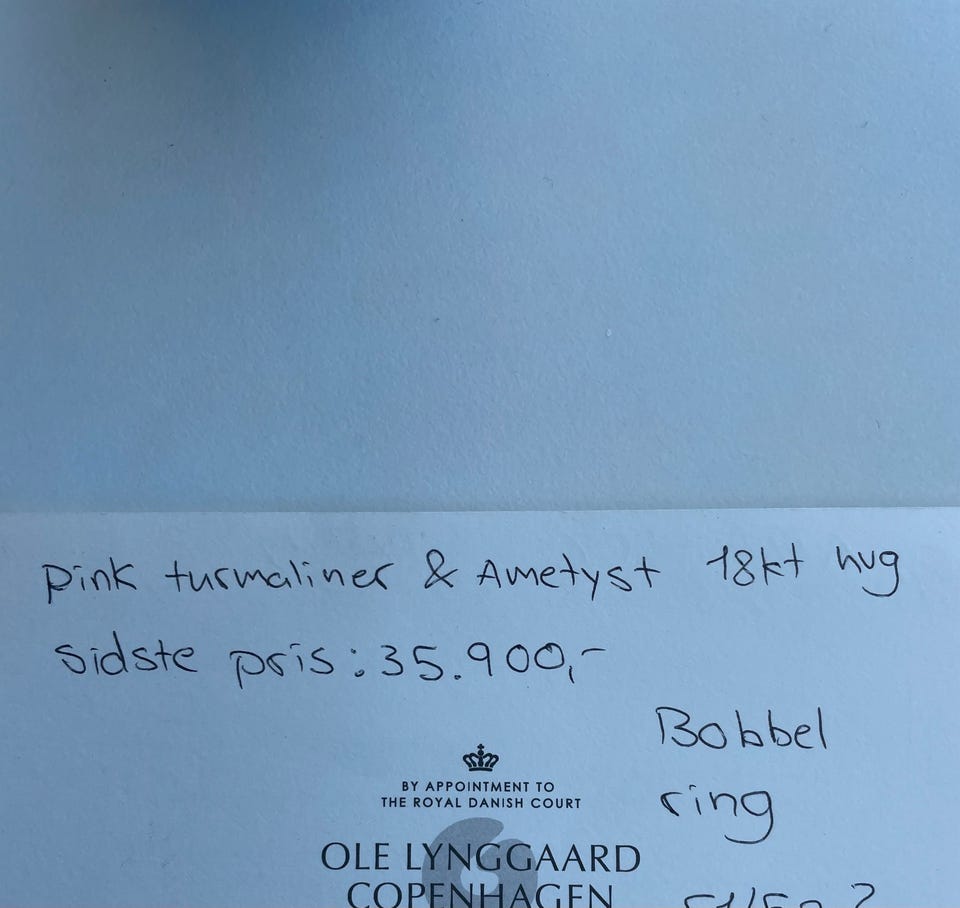 pink turmaliner & Ametyst 18kt hvg
sidste pris: 35.900,-
Bobbel
ring
BY APPOINTMENT TO
THE ROYAL DANISH COURT
OLE LYNGGAARD
COPENHAGEN